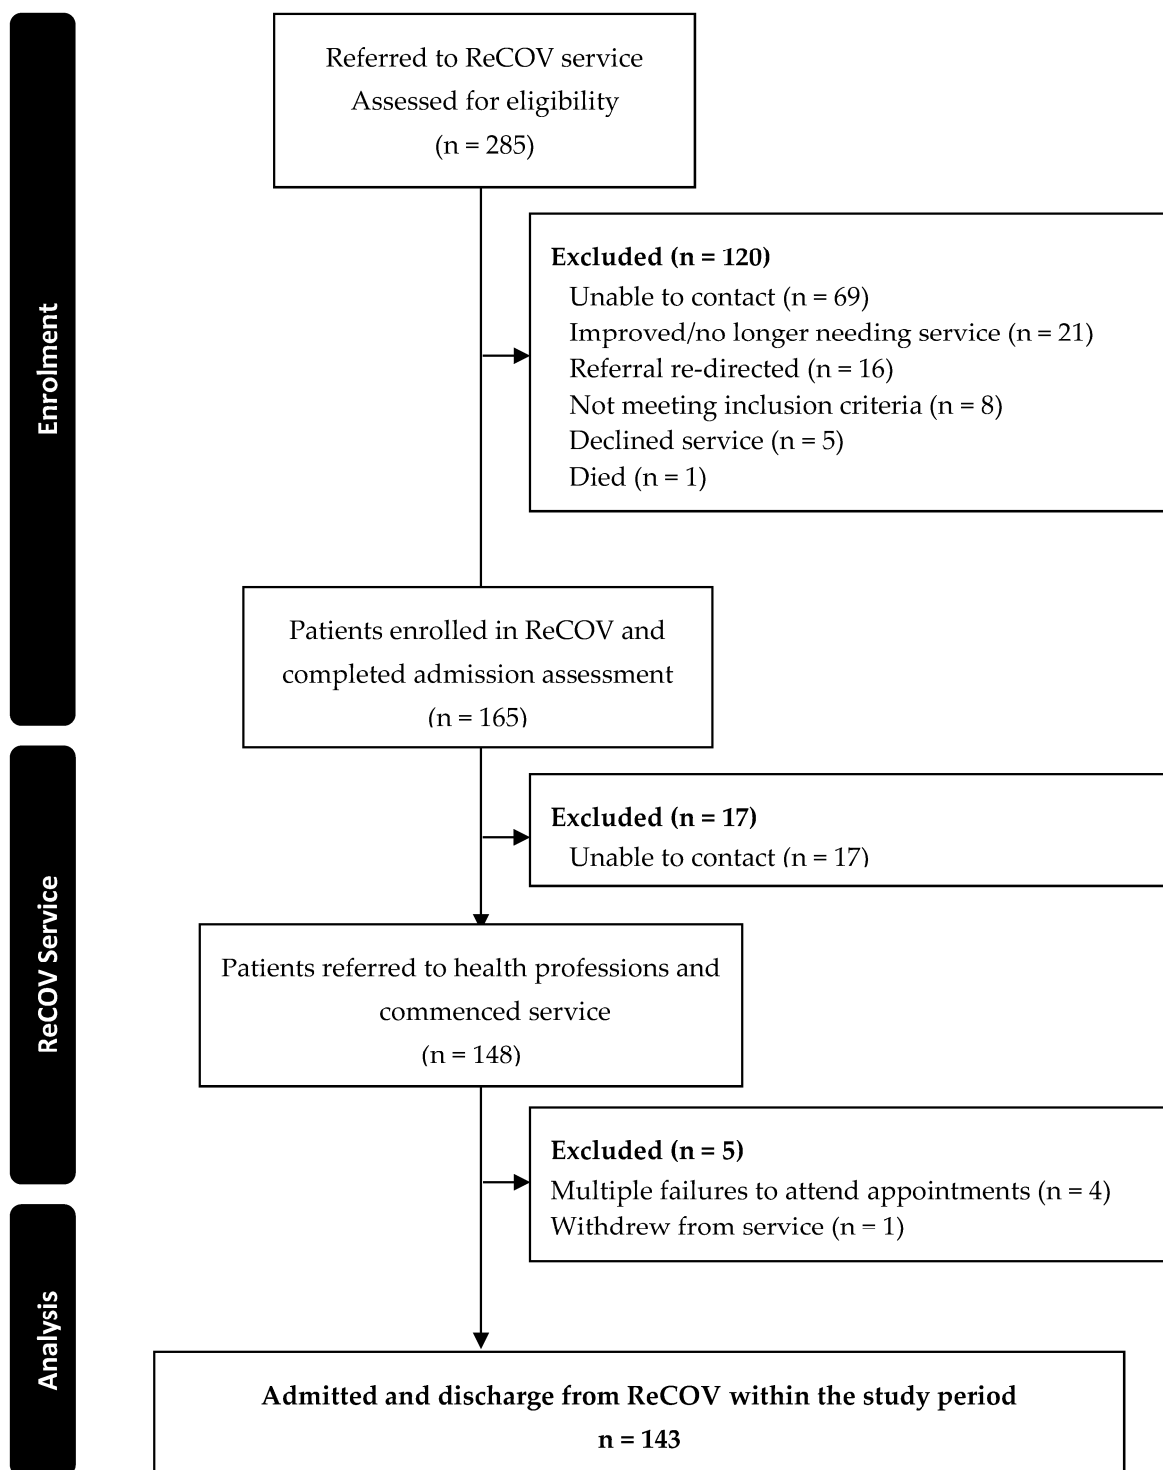 Enrolment
Referred to ReCOV service
Assessed for eligibility
(n = 285)
Excluded (n = 120)
Unable to contact (n = 69)
Improved/no longer needing service (n = 21)
Referral re-directed (n = 16)
Not meeting inclusion criteria (n = 8)
Declined service (n = 5)
Died (n = 1)
Patients enrolled in ReCOV and
completed admission assessment
(n = 165)
ReCOV Service
Excluded (n = 17)
Unable to contact (n = 17)
Patients referred to health professions and
commenced service
(n = 148)
Excluded (n = 5)
Multiple failures to attend appointments (n = 4)
Withdrew from service (n = 1)
Analysis
Admitted and discharge from ReCOV within the study period
n = 143